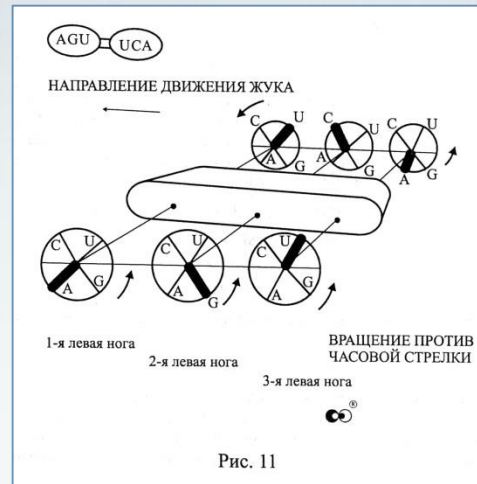 AGU UCA
НАПРАВЛЕНИЕ ДВИЖЕНИЯ ЖУКА
C U C U C U
A G A G A G
C U C U U
A G A G A G
1-я левая нога
2-я левая нога
3-я левая нога
ВРАЩЕНИЕ ПРОТИВ
ЧАСОВОЙ СТРЕЛКИ
®
Рис. 11